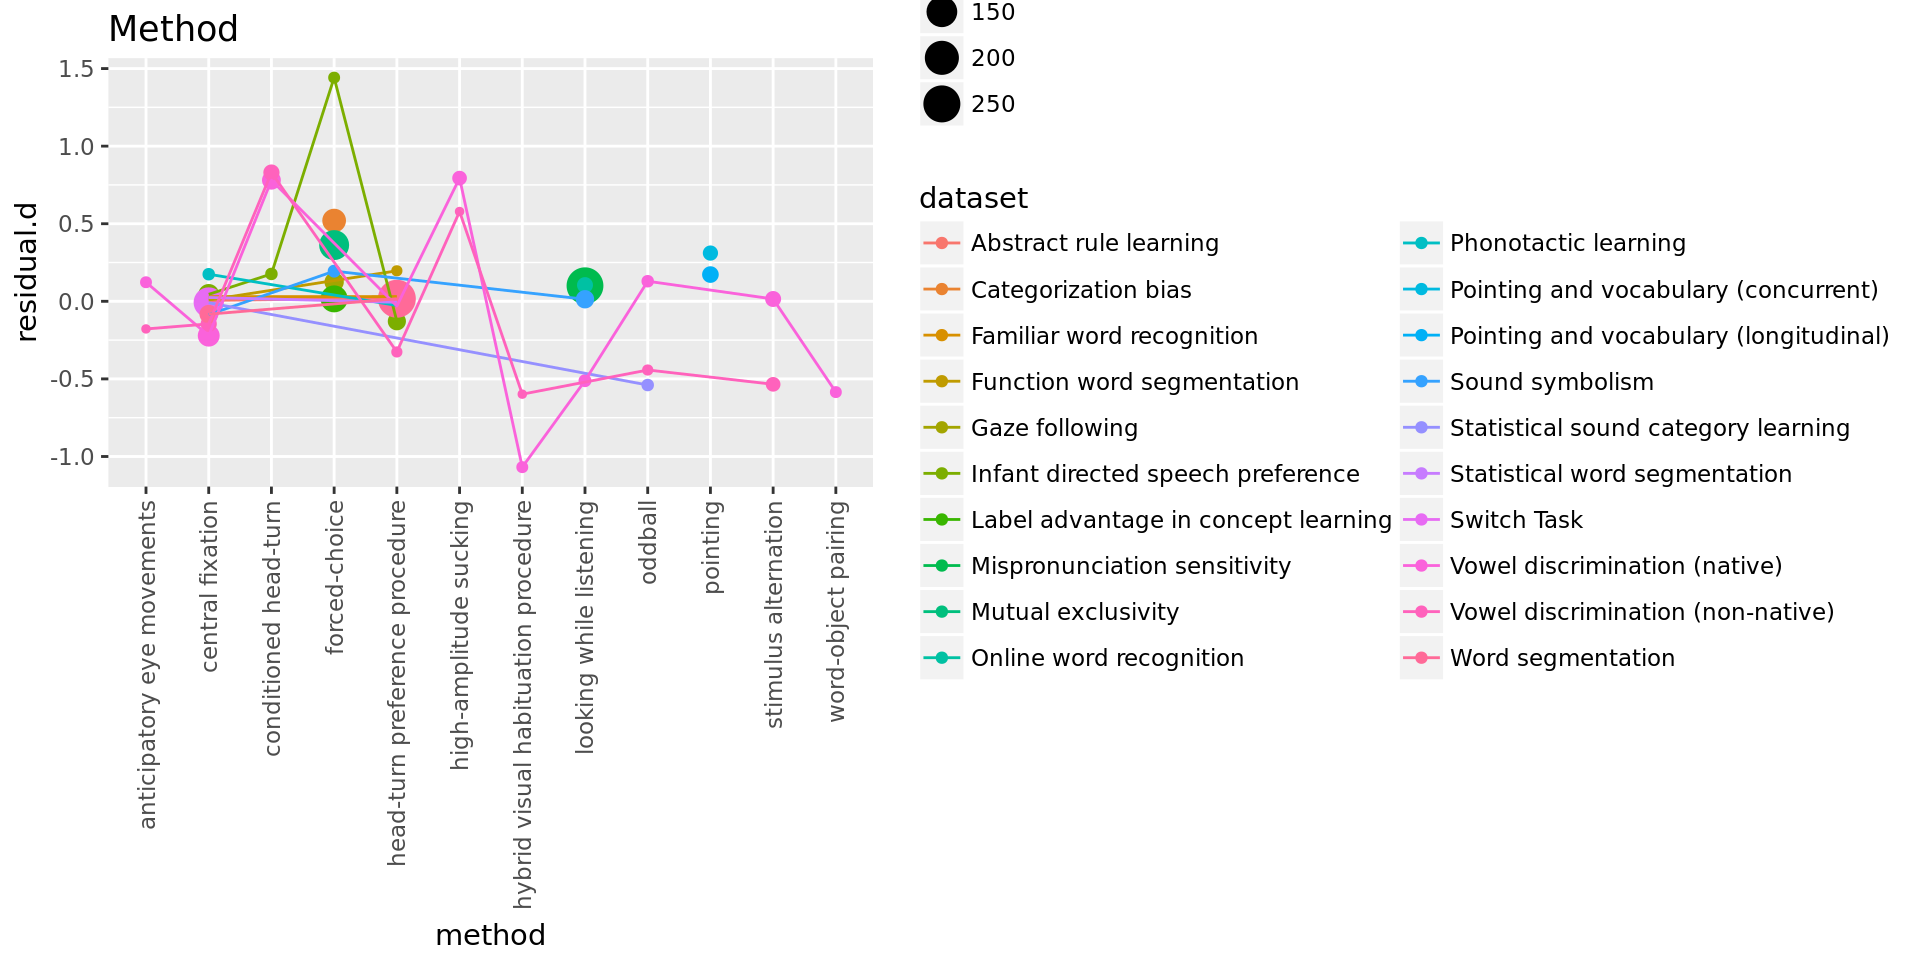 Method
1.5
1.0
0.5
0.0
-0.5
-1.0
residual.d
anticipatory eye movements
central fixation
conditioned head-turn
forced-choice
head-turn preference procedure
high-amplitude sucking
hybrid visual habituation procedure
looking while listening
oddball
pointing
stimulus alternation
word-object pairing
method
150
200
250
dataset
Abstract rule learning
Categorization bias
Familiar word recognition
Function word segmentation
Gaze following
Infant directed speech preference
Label advantage in concept learning
Mispronunciation sensitivity
Mutual exclusivity
Online word recognition
Phonotactic learning
Pointing and vocabulary (concurrent)
Pointing and vocabulary (longitudinal)
Sound symbolism
Statistical sound category learning
Statistical word segmentation
Switch Task
Vowel discrimination (native)
Vowel discrimination (non-native)
Word segmentation